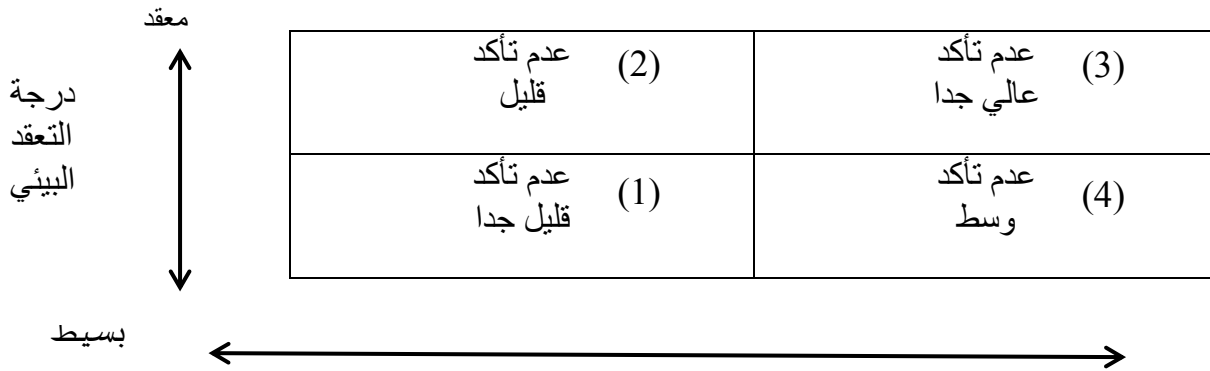 معقد
درجة
التعقد
البيئي
(2) عدم تأكد
قليل
(3) عدم تأكد
عالي جدا
(1) عدم تأكد
قليل جدا
(4) عدم تأكد
وسط
بسيط